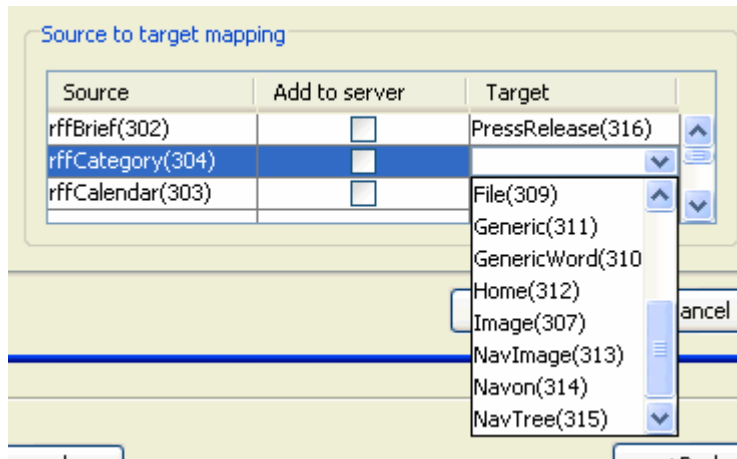 Source to target mapping
Source Add to server Target
rffBrief(302) PressRelease(316)
rffCategory(304)
rffCalendar(303)
File(309)
Generic(311)
GenericWord(310
Home(312)
Image(307)
ancel
NavImage(313)
Navon(314)
NavTree(315)